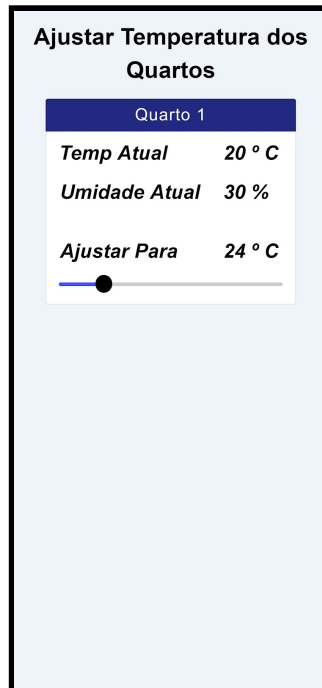 Ajustar Temperatura dos
Quartos
Quarto 1
Temp Atual 20 º C
Umidade Atual 30 %
Ajustar Para 24 º C